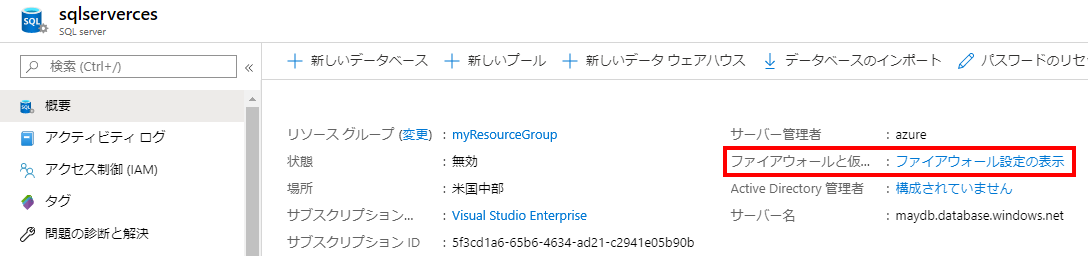 SQL
sqlserverces
SQL server
検索 (Ctrl+/)
«
+ 新しいデータベース + 新しいプール + 新しいデータ ウェアハウス データベースのインポート パスワードのリセ
SQL 概要
アクティビティ ログ
アクセス制御 (IAM)
タグ
問題の診断と解決
リソース グループ (変更) : myResourceGroup
状態 : 無効
場所 : 米国中部
サブスクリプション... : Visual Studio Enterprise
サブスクリプション ID : 5f3cd1a6-65b6-4634-ad21-c2941e05b90b
サーバー管理者 : azure
ファイアウォールと仮... : ファイアウォール設定の表示
Active Directory 管理者 : 構成されていません
サーバー名 : maydb.database.windows.net